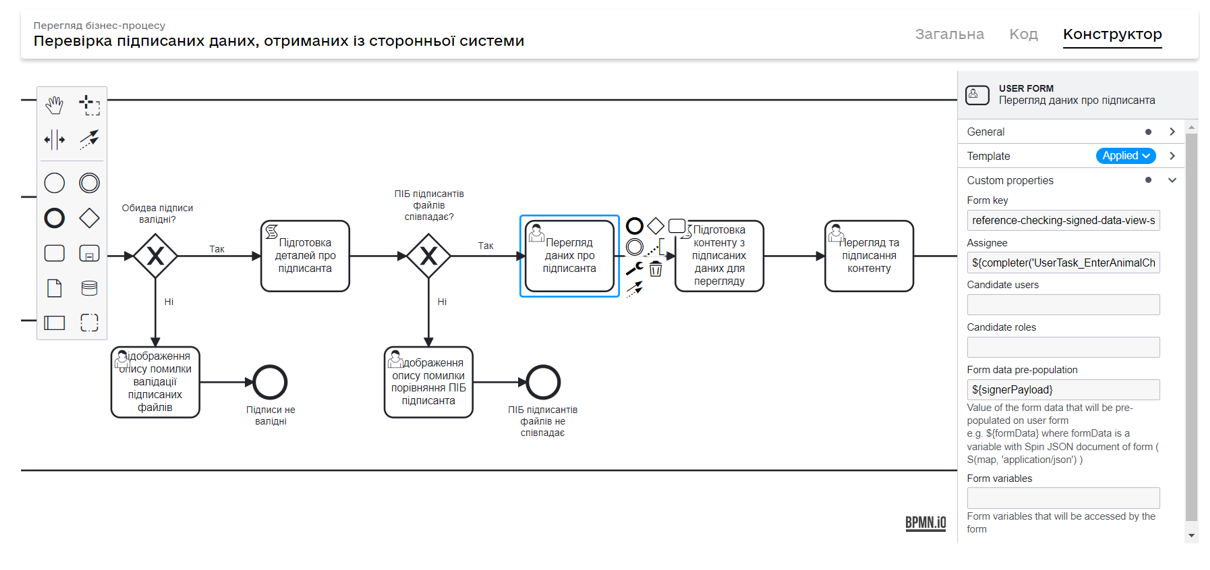 Перегляд бізнес-процесу
Перевірка підписаних даних, отриманих із сторонньої системи
Загальна
Код
Конструктор
USER FORM
Перегляд даних про підписанта
General
Template
Applied
Custom properties
Form key
reference-checking-signed-data-view-s
Assignee
${completer('UserTask_EnterAnimalCh
Candidate users
Candidate roles
Form data pre-population
${signerPayload}
Value of the form data that will be pre-
populated on user form
e.g. ${formData} where formData is a
variable with Spin JSON document of form (
S(map, 'application/json') )
Form variables
Form variables that will be accessed by the
form
Обидва підписи
валідні?
Так
Ні
Підготовка
деталей про
підписанта
ПІБ підписантів
файлів
співпадає?
Так
Ні
Перегляд
даних про
підписанта
Підготовка
контенту з
підписаних
даних для
перегляду
Перегляд та
підписання
контенту
Відображення
опису помилки
валідації
підписаних
файлів
Підписи не
валідні
Відображення
опису помилки
порівняння ПІБ
підписанта
ПІБ підписантів
файлів не
співпадає
BPMN.iO